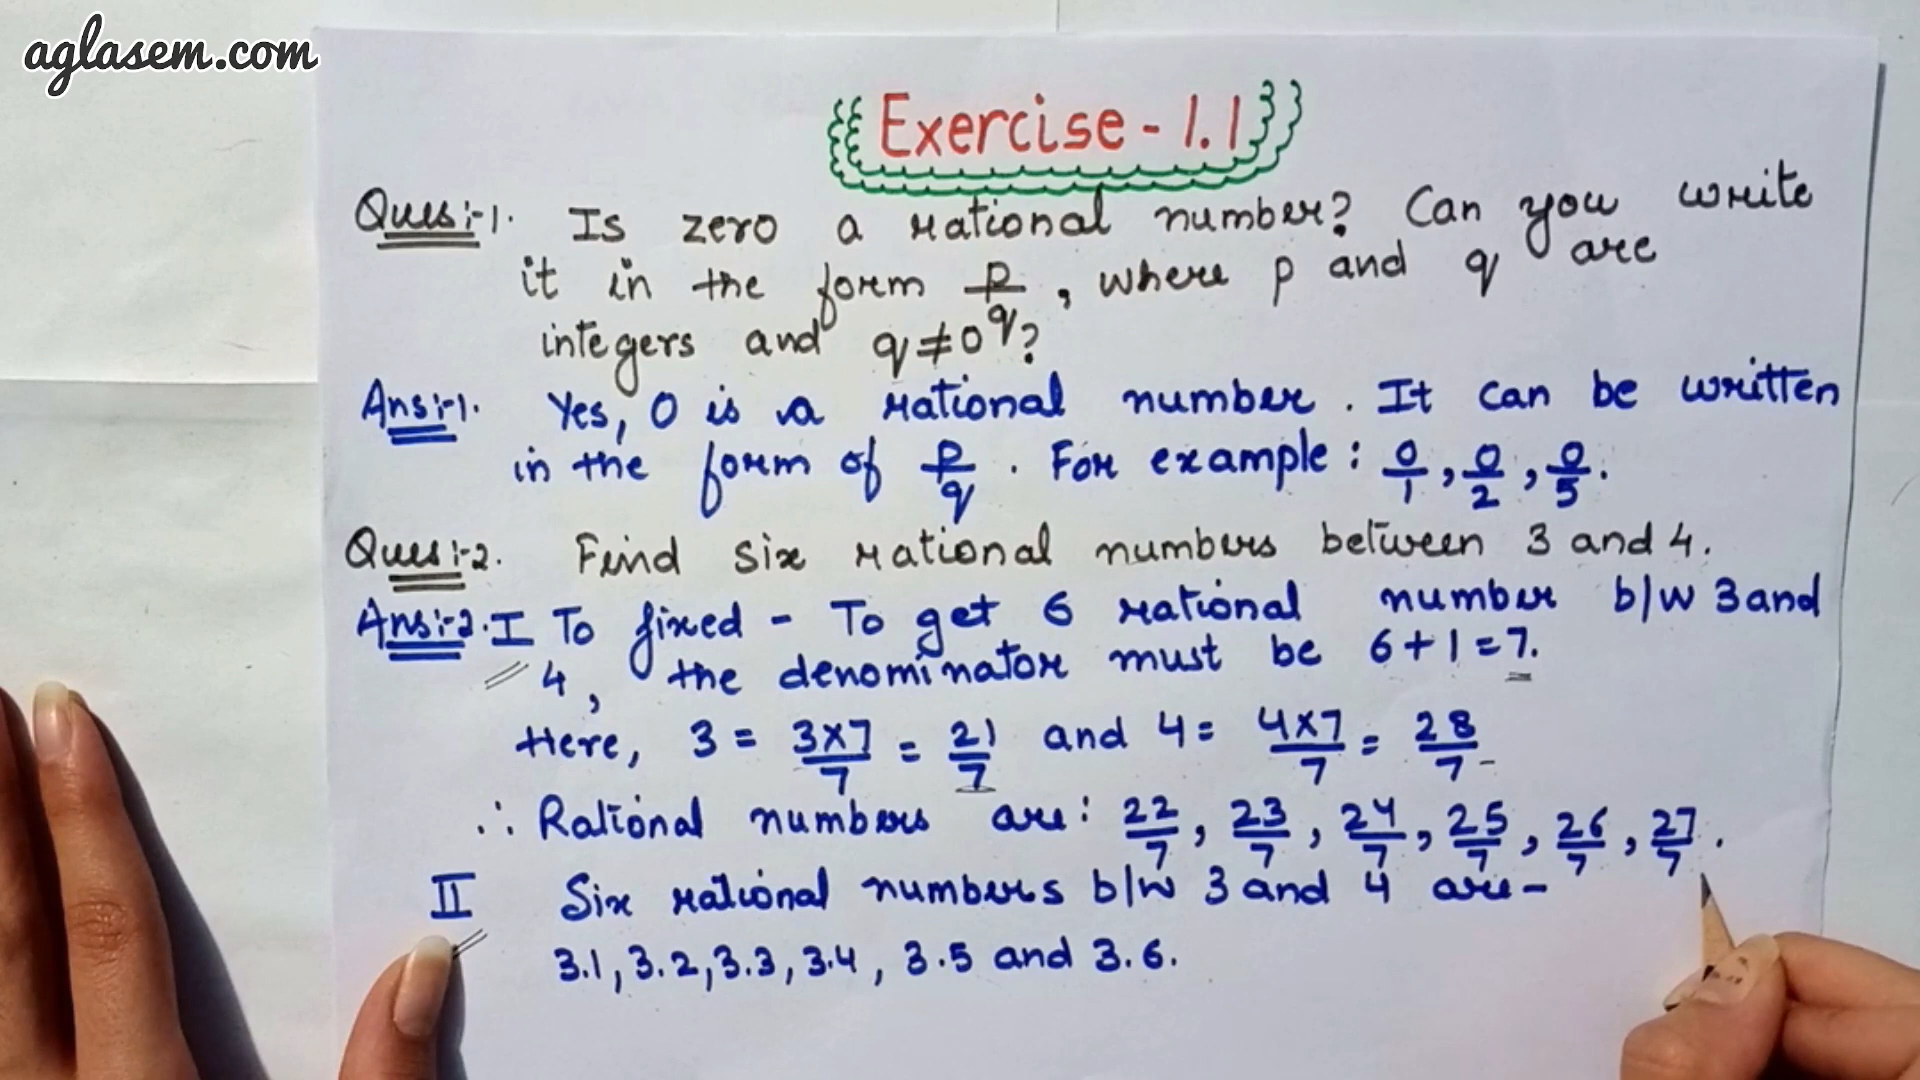 aglasem.com
Exercise - 1.1
Ques:-1. Is zero a rational number? Can you write
it in the form p/q, where p and q are
integers and q≠0?
Ans:-1. Yes, 0 is a rational number. It can be written
in the form of p/q. For example: 0/1, 0/2, 0/5.
Ques:-2. Find six rational numbers between 3 and 4.
Ans:-2. I To fixed - To get 6 rational number b/w 3 and
4, the denominator must be 6+1=7.
Here, 3 = 3×7/7 = 21/7 and 4 = 4×7/7 = 28/7
∴ Rational numbers are: 22/7, 23/7, 24/7, 25/7, 26/7, 27/7.
II Six rational numbers b/w 3 and 4 are-
3.1, 3.2, 3.3, 3.4, 3.5 and 3.6.